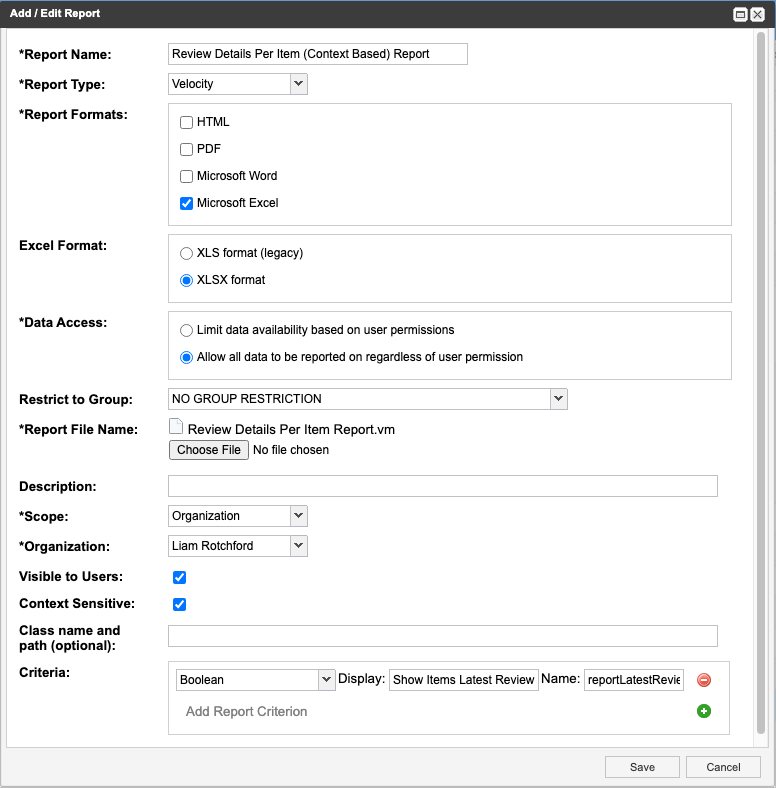 Add / Edit Report
*Report Name: Review Details Per Item (Context Based) Report
*Report Type: Velocity
*Report Formats:
HTML
PDF
Microsoft Word
Microsoft Excel
Excel Format:
XLS format (legacy)
XLSX format
*Data Access:
Limit data availability based on user permissions
Allow all data to be reported on regardless of user permission
Restrict to Group: NO GROUP RESTRICTION
*Report File Name: Review Details Per Item Report.vm
Choose File No file chosen
Description:
*Scope: Organization
*Organization: Liam Rotchford
Visible to Users:
Context Sensitive:
Class name and
path (optional):
Criteria:
Boolean Display: Show Items Latest Review Name: reportLatestRevie
Add Report Criterion
Save Cancel